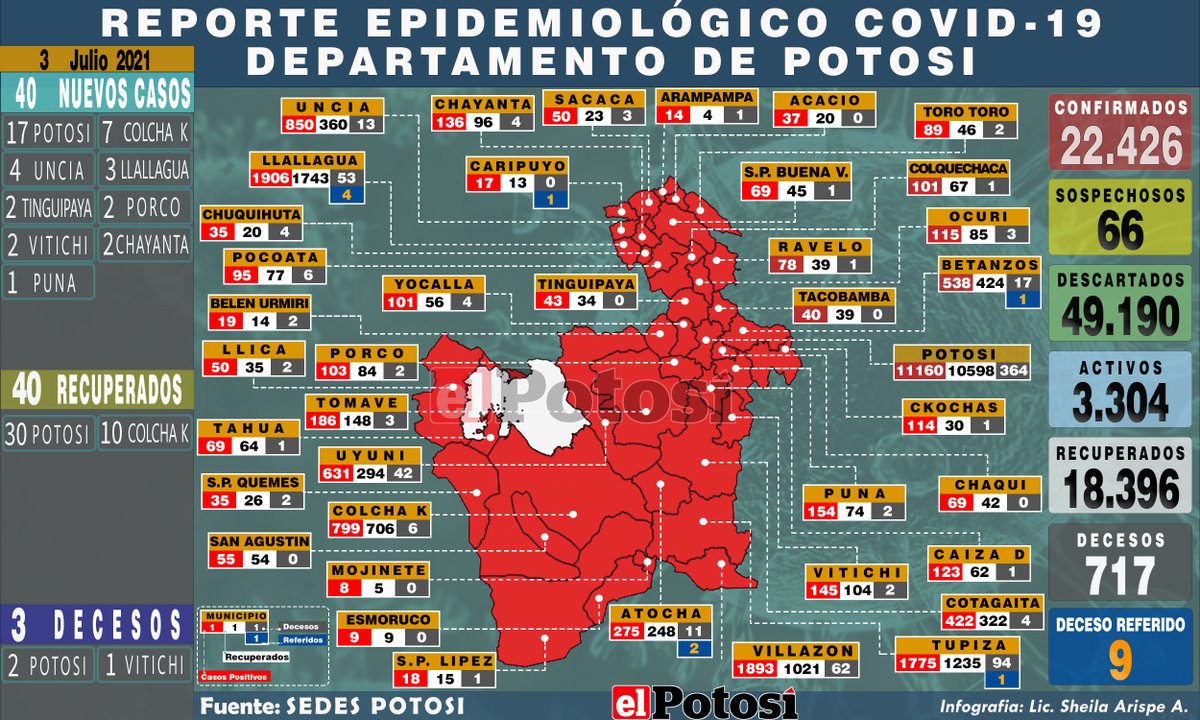 REPORTE EPIDEMIOLÓGICO COVID-19
DEPARTAMENTO DE POTOSI
3 Julio 2021
40 NUEVOS CASOS
17 POTOSI 7 COLCHA K
4 UNCIA 3 LLALLAGUA
2 TINGUIPAYA 2 PORCO
2 VITICHI 2 CHAYANTA
1 PUNA
40 RECUPERADOS
30 POTOSI 10 COLCHA K
3 DECESOS
2 POTOSI 1 VITICHI
UNCIA
850 360 13
CHAYANTA
136 96 4
SACACA
50 23 3
ARAMPAMPA
14 4 1
ACACIO
37 20 0
TORO TORO
89 46 2
LLALLAGUA
1906 1743 53
4
CARIPUYO
17 13 0
1
S.P. BUENA V.
69 45 1
COLQUECHACA
101 67 1
CHUQUIHUTA
35 20 4
OCURI
115 85 3
POCOATA
95 77 6
RAVELO
78 39 1
YOCALLA
101 56 4
TINGUIPAYA
43 34 0
BETANZOS
538 424 17
1
BELEN URMIRI
19 14 2
TACOBAMBA
40 39 0
LLICA
50 35 2
PORCO
103 84 2
POTOSI
11160 10598 364
el Potosí
TOMAVE
186 148 3
CKOCHAS
114 30 1
TAHUA
69 64 1
UYUNI
631 294 42
S.P. QUEMES
35 26 2
PUNA
154 74 2
CHAQUI
69 42 0
COLCHA K
799 706 6
SAN AGUSTIN
55 54 0
CAIZA D
123 62 1
MOJINETE
8 5 0
VITICHI
145 104 2
COTAGAITA
422 322 4
ESMORUCO
9 9 0
ATOCHA
275 248 11
2
S.P. LIPEZ
18 15 1
VILLAZON
1893 1021 62
TUPIZA
1775 1235 94
1
MUNICIPIO
1 1 1
1
Decesos
Referidos
Recuperados
Casos Positivos
CONFIRMADOS
22.426
SOSPECHOSOS
66
DESCARTADOS
49.190
ACTIVOS
3.304
RECUPERADOS
18.396
DECESOS
717
DECESO REFERIDO
9
Fuente: SEDES POTOSI
el Potosí
Infografia: Lic. Sheila Arispe A.